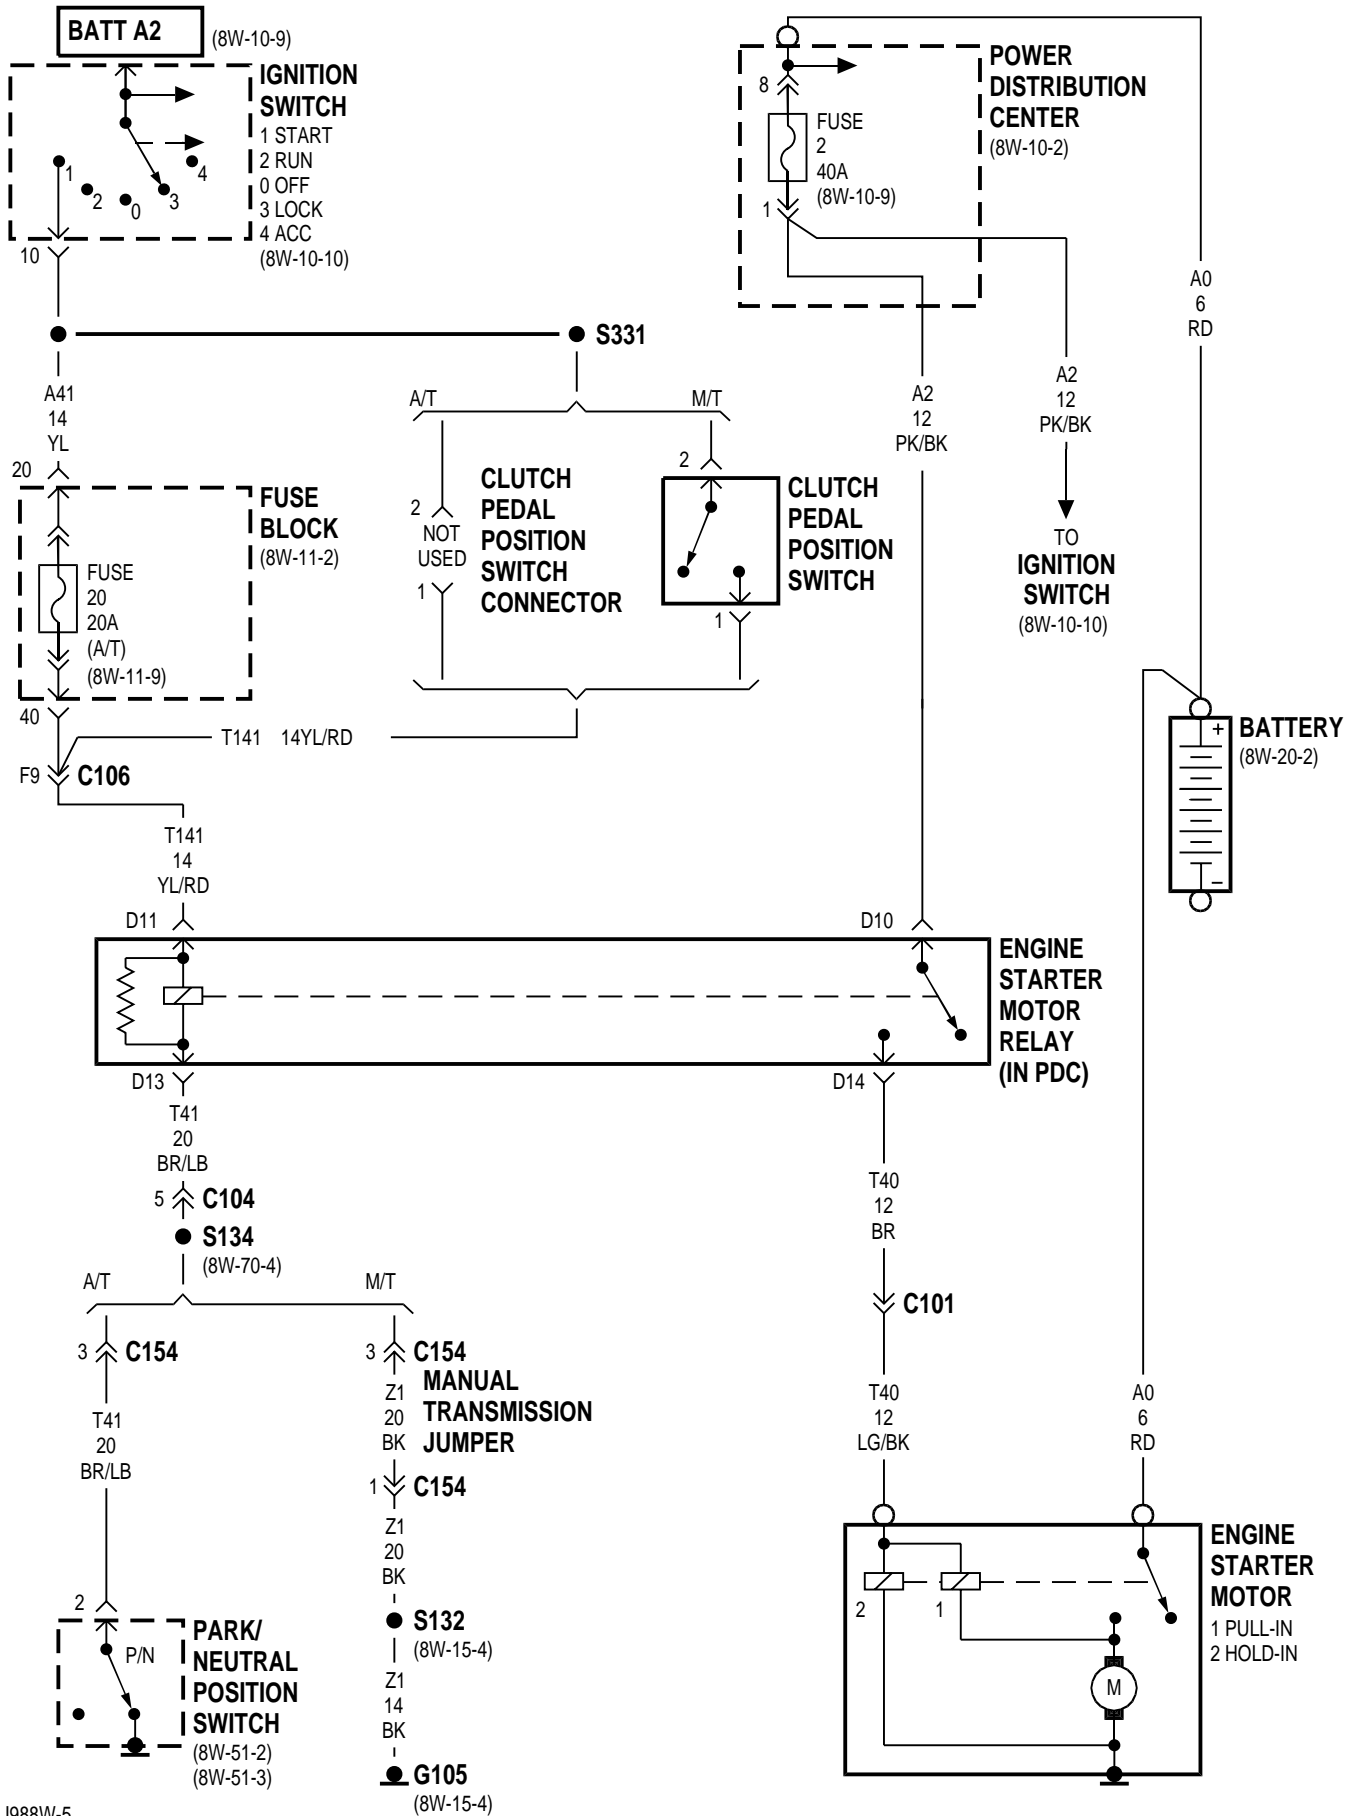 BATT A2
(8W-10-9)
IGNITION
SWITCH
1 START
2 RUN
0 OFF
3 LOCK
4 ACC
(8W-10-10)
1
2
0
3
4
10
POWER
DISTRIBUTION
CENTER
(8W-10-2)
8
FUSE
2
40A
(8W-10-9)
1
A0
6
RD
S331
A41
14
YL
A/T
M/T
A2
12
PK/BK
A2
12
PK/BK
20
FUSE
BLOCK
(8W-11-2)
FUSE
20
20A
(A/T)
(8W-11-9)
40
2
NOT
USED
1
CLUTCH
PEDAL
POSITION
SWITCH
CONNECTOR
2
1
CLUTCH
PEDAL
POSITION
SWITCH
TO
IGNITION
SWITCH
(8W-10-10)
T141 14YL/RD
F9
C106
+
−
BATTERY
(8W-20-2)
T141
14
YL/RD
D11
D10
ENGINE
STARTER
MOTOR
RELAY
(IN PDC)
D13
D14
T41
20
BR/LB
5
C104
S134
(8W-70-4)
T40
12
BR
C101
A/T
M/T
3
C154
3
C154
MANUAL
TRANSMISSION
JUMPER
Z1
20
BK
T41
20
BR/LB
1
C154
Z1
20
BK
T40
12
LG/BK
A0
6
RD
2
P/N
PARK/
NEUTRAL
POSITION
SWITCH
(8W-51-2)
(8W-51-3)
S132
(8W-15-4)
Z1
14
BK
G105
(8W-15-4)
2
1
M
ENGINE
STARTER
MOTOR
1 PULL-IN
2 HOLD-IN
J988W-5